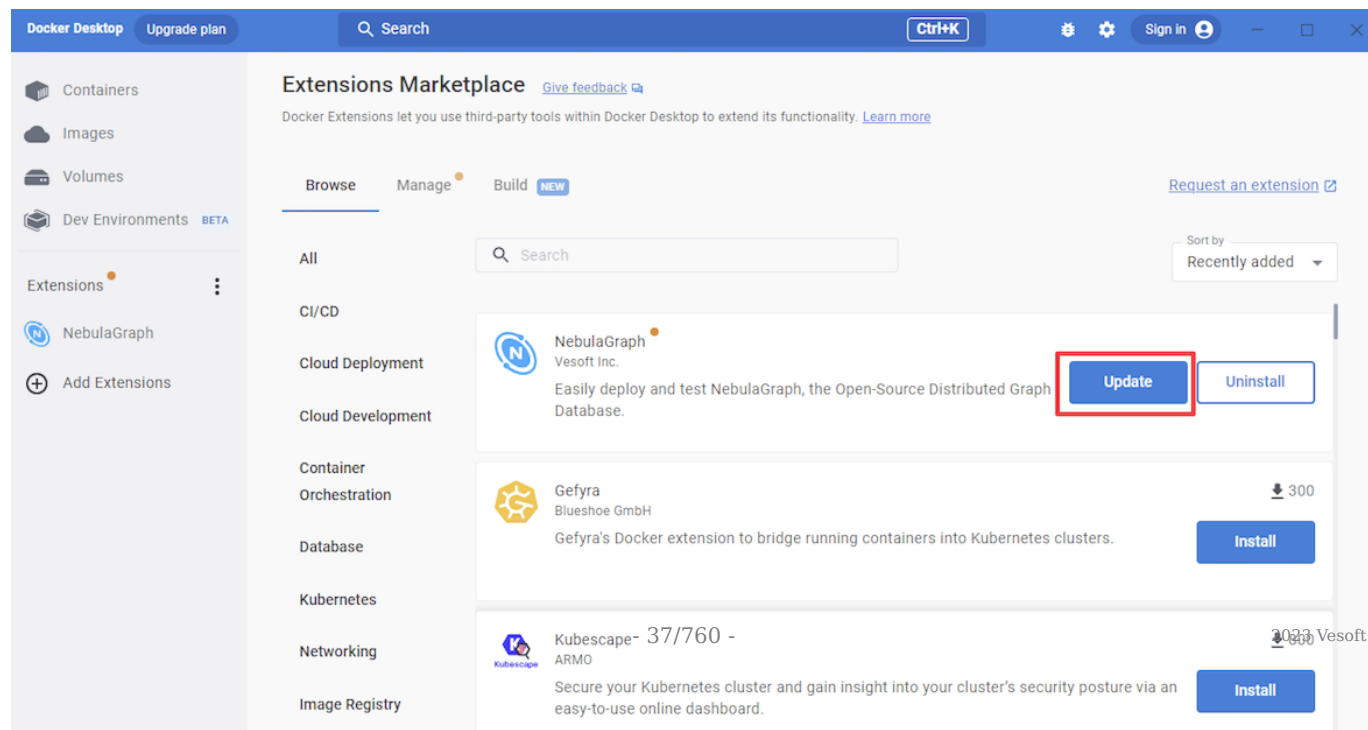 Docker Desktop
Upgrade plan
Search
Ctrl+K
Sign in
Containers
Images
Volumes
Dev Environments BETA
Extensions
NebulaGraph
Add Extensions
Extensions Marketplace Give feedback
Docker Extensions let you use third-party tools within Docker Desktop to extend its functionality. Learn more
Browse
Manage
Build NEW
Request an extension
All
CI/CD
Cloud Deployment
Cloud Development
Container
Orchestration
Database
Kubernetes
Networking
Image Registry
Search
Sort by
Recently added
N
NebulaGraph
Vesoft Inc.
Easily deploy and test NebulaGraph, the Open-Source Distributed Graph
Database.
Update
Uninstall
Gefyra
Blueshoe GmbH
Gefyra's Docker extension to bridge running containers into Kubernetes clusters.
300
Install
Kubescape
Kubescape
- 37/760 -
2023 Vesoft
ARMO
Secure your Kubernetes cluster and gain insight into your cluster's security posture via an
easy-to-use online dashboard.
Install